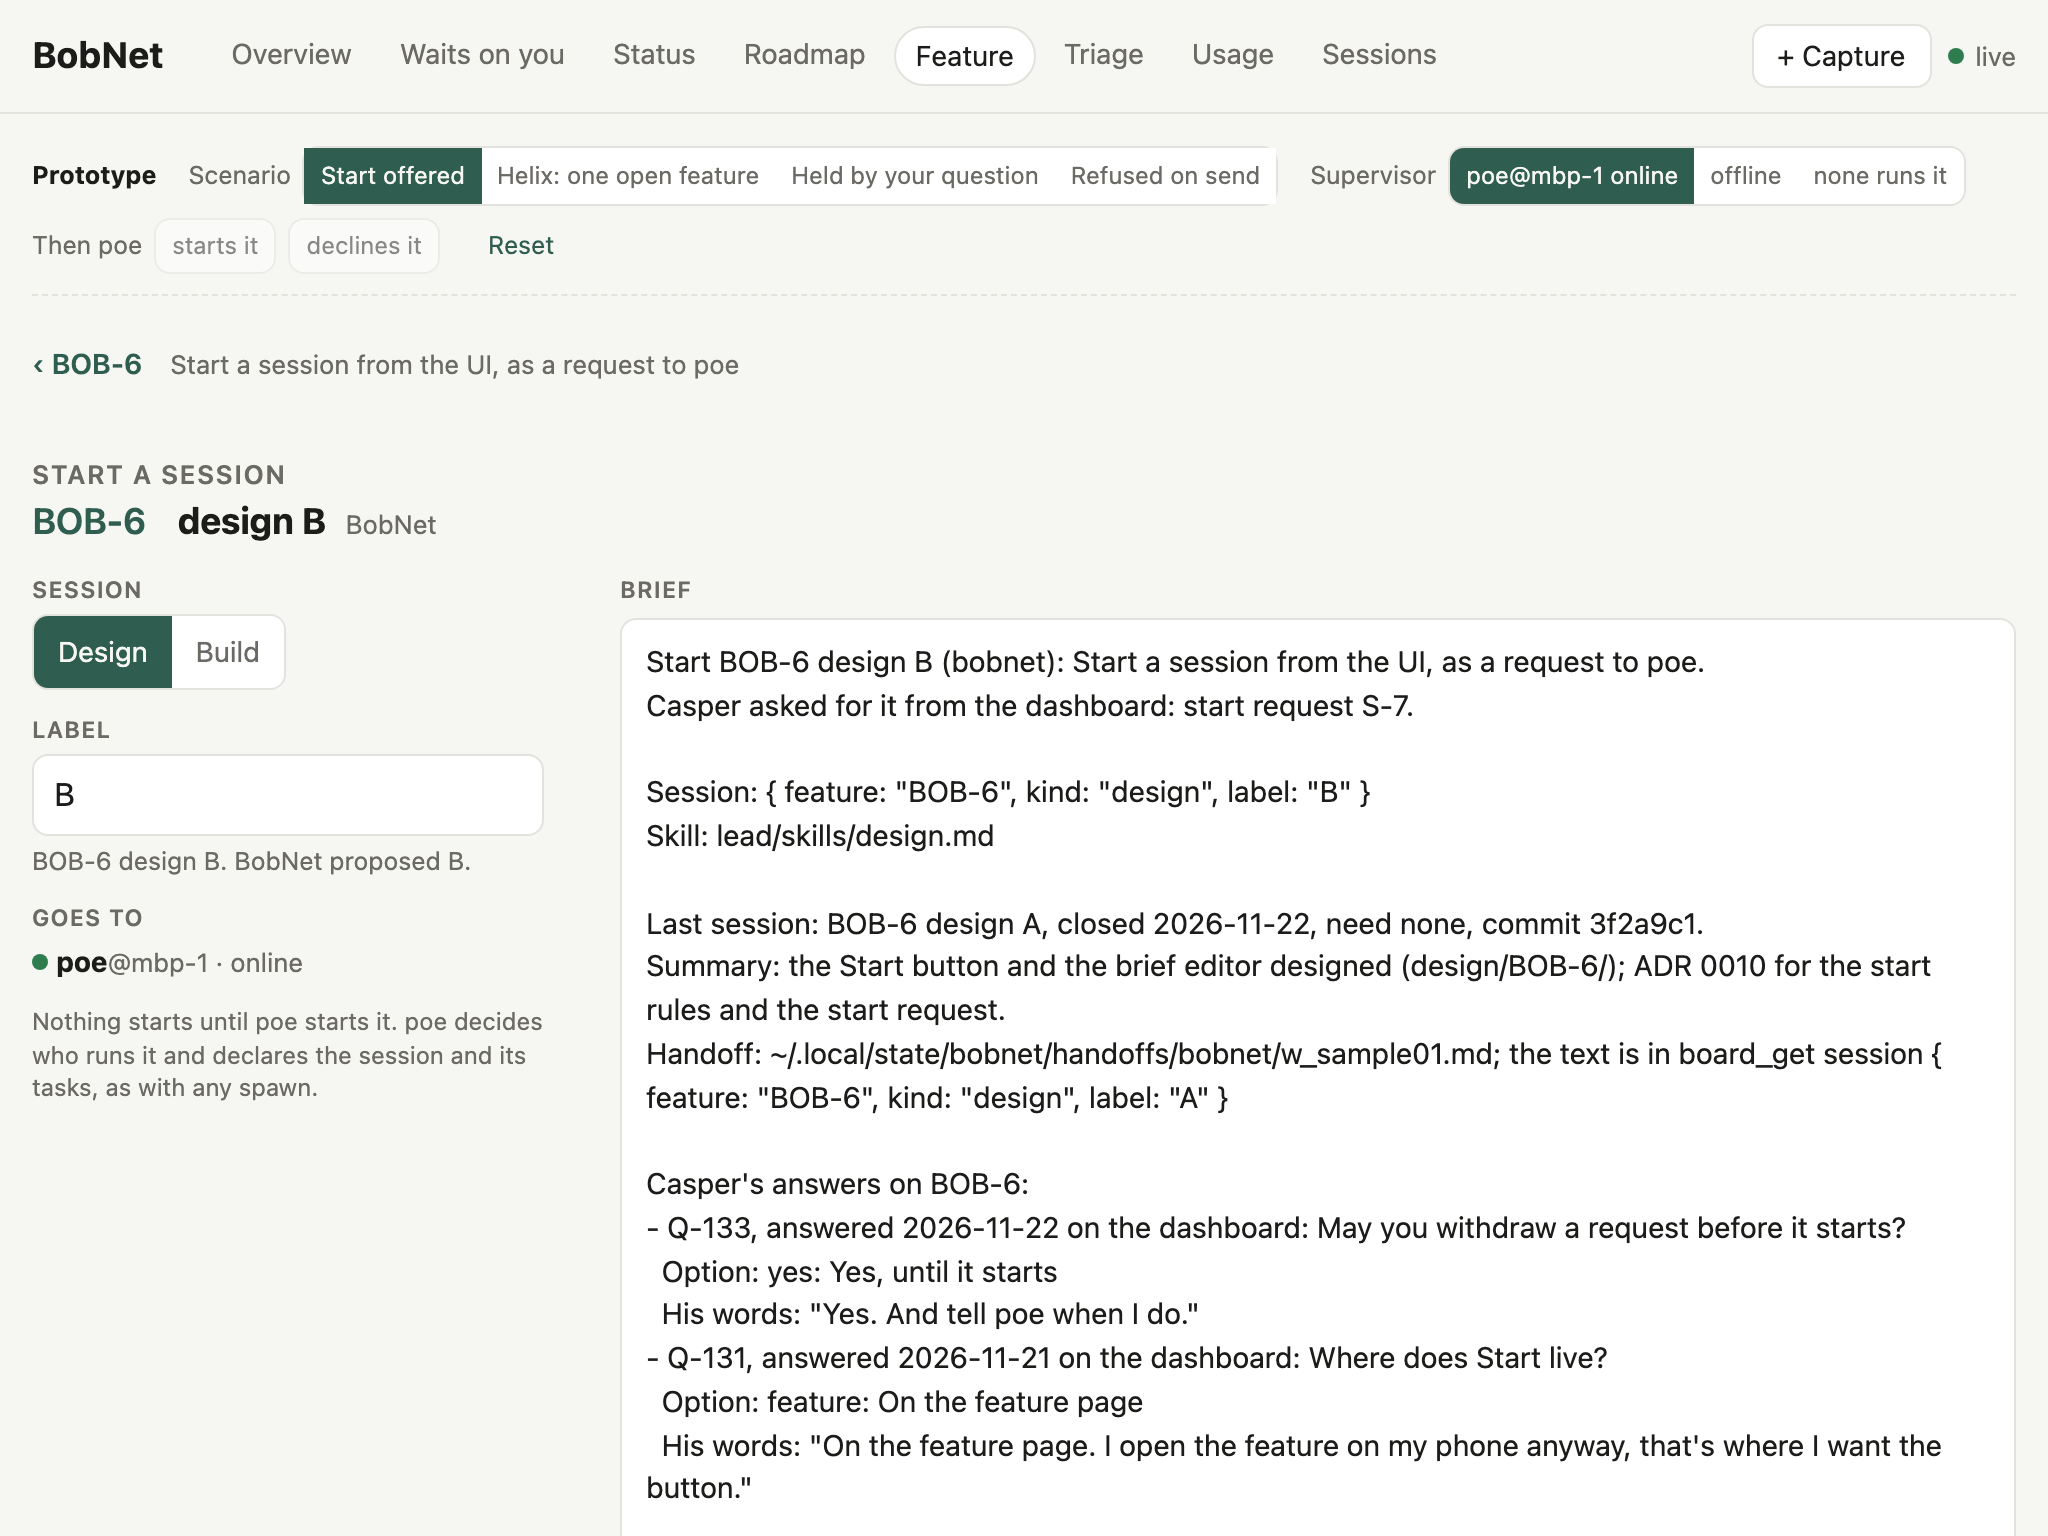 BobNet Overview Waits on you Status Roadmap Feature Triage Usage Sessions + Capture live
Prototype Scenario Start offered Helix: one open feature Held by your question Refused on send Supervisor poe@mbp-1 online offline none runs it
Then poe starts it declines it Reset
‹ BOB-6 Start a session from the UI, as a request to poe
START A SESSION
BOB-6 design B BobNet
SESSION
Design Build
LABEL
B
BOB-6 design B. BobNet proposed B.
GOES TO
poe@mbp-1 · online
Nothing starts until poe starts it. poe decides
who runs it and declares the session and its
tasks, as with any spawn.
BRIEF
Start BOB-6 design B (bobnet): Start a session from the UI, as a request to poe.
Casper asked for it from the dashboard: start request S-7.
Session: { feature: "BOB-6", kind: "design", label: "B" }
Skill: lead/skills/design.md
Last session: BOB-6 design A, closed 2026-11-22, need none, commit 3f2a9c1.
Summary: the Start button and the brief editor designed (design/BOB-6/); ADR 0010 for the start
rules and the start request.
Handoff: ~/.local/state/bobnet/handoffs/bobnet/w_sample01.md; the text is in board_get session {
feature: "BOB-6", kind: "design", label: "A" }
Casper's answers on BOB-6:
- Q-133, answered 2026-11-22 on the dashboard: May you withdraw a request before it starts?
Option: yes: Yes, until it starts
His words: "Yes. And tell poe when I do."
- Q-131, answered 2026-11-21 on the dashboard: Where does Start live?
Option: feature: On the feature page
His words: "On the feature page. I open the feature on my phone anyway, that's where I want the
button."